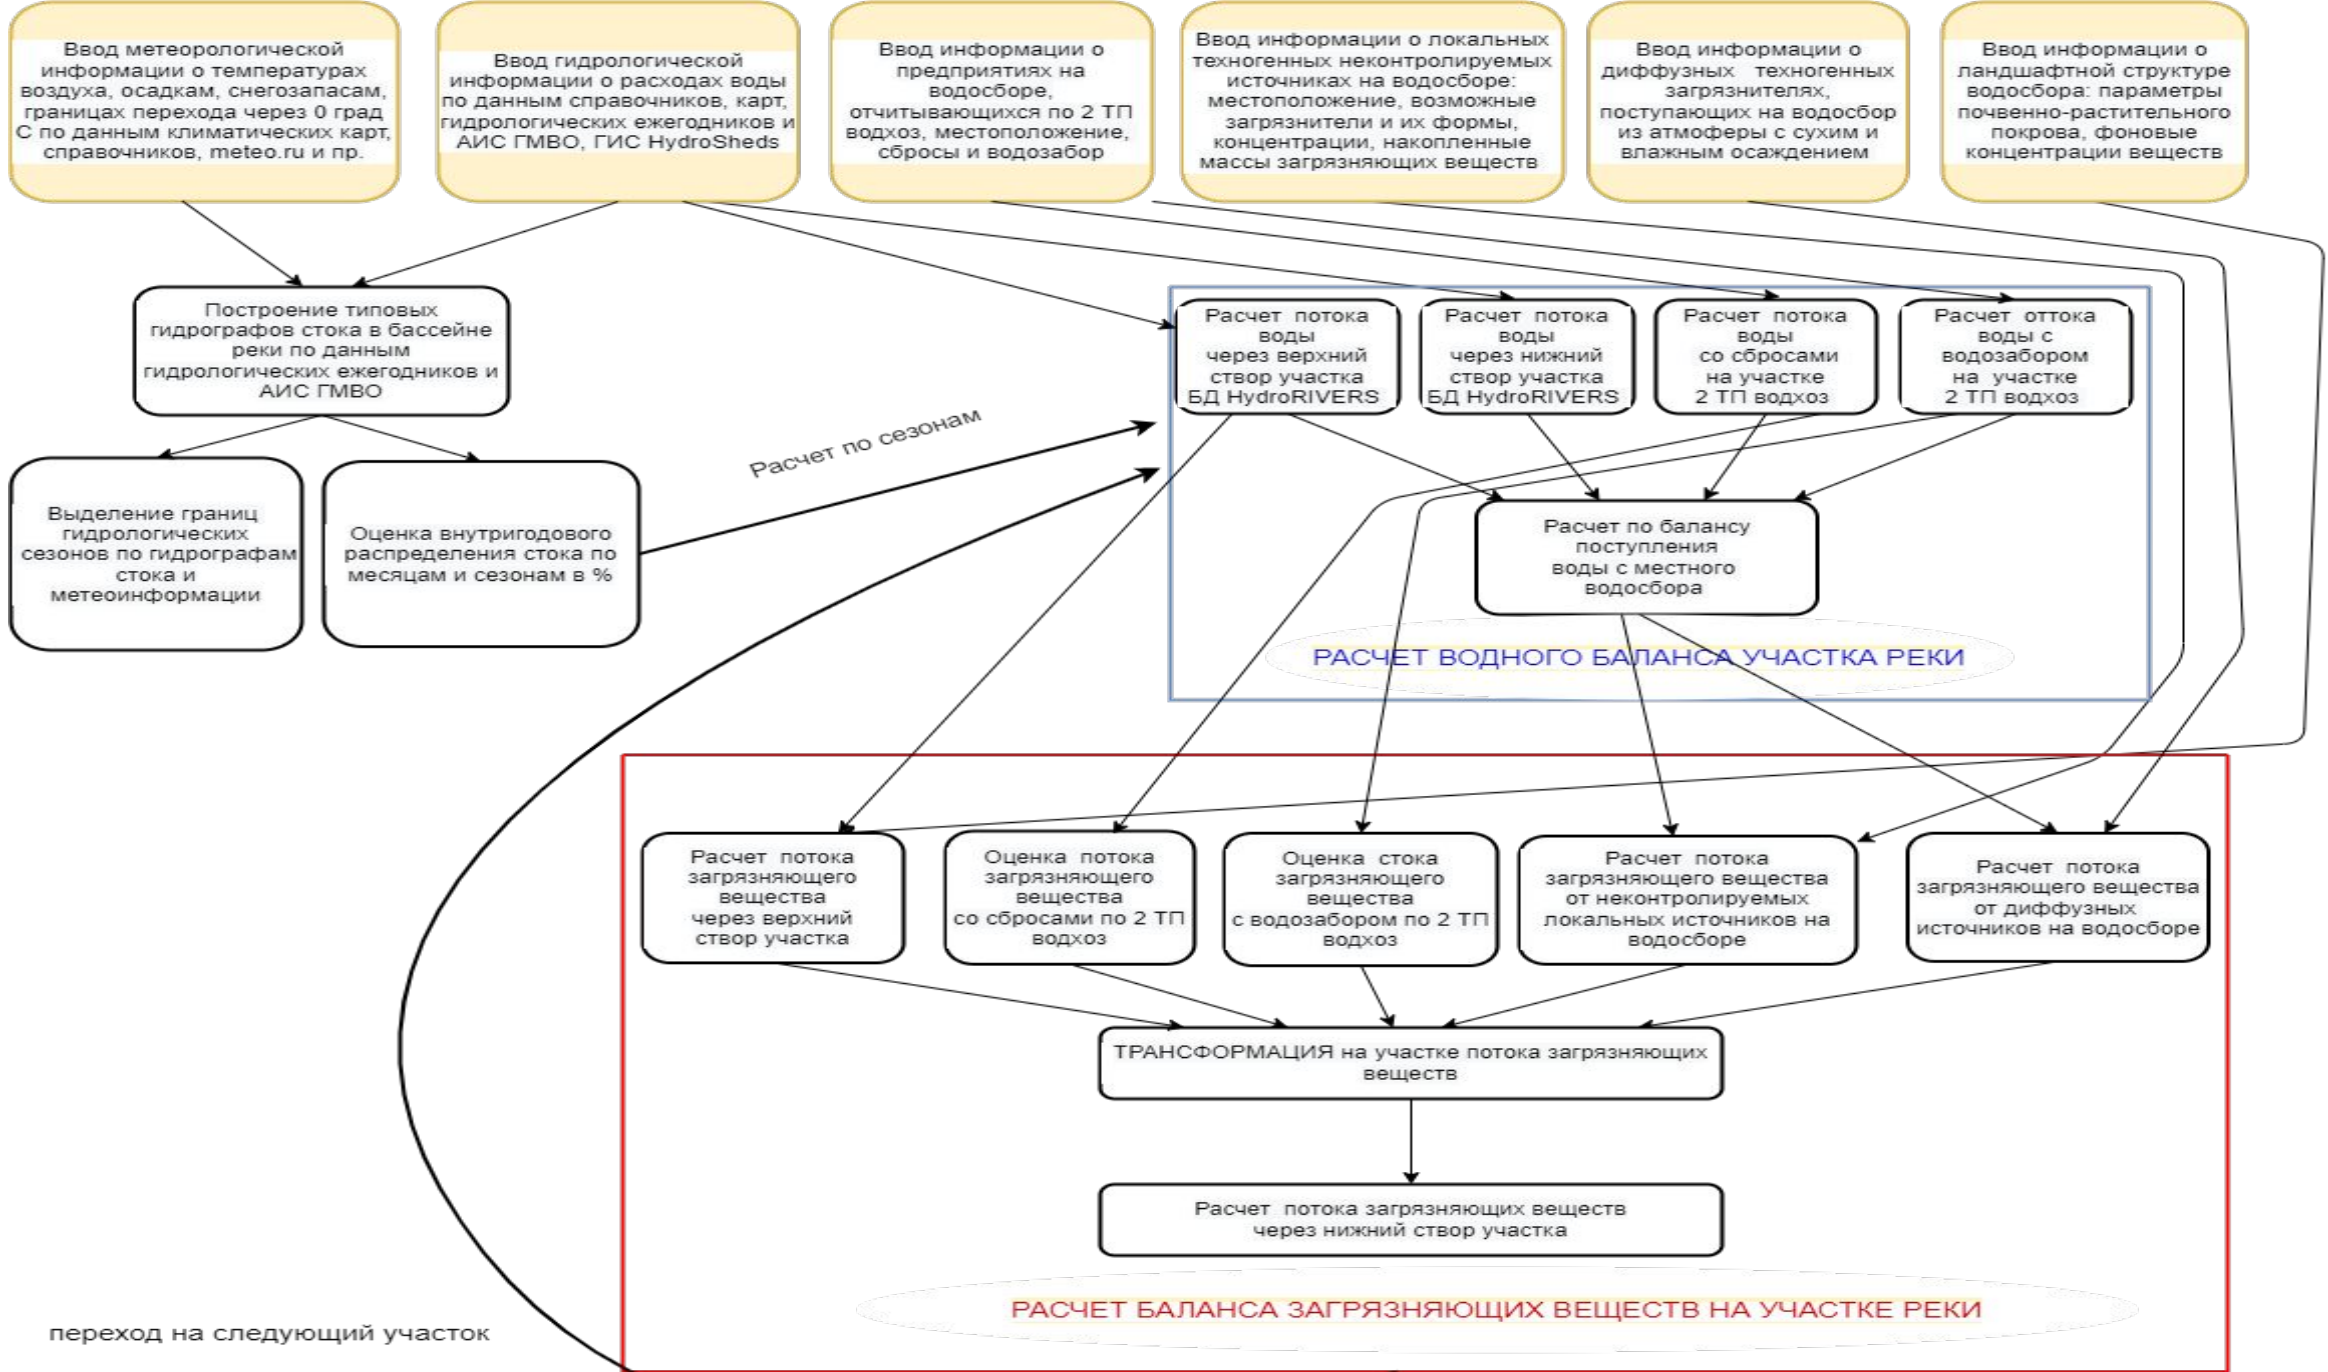 Ввод метеорологической
информации о температурах
воздуха, осадкам, снегозапасам,
границах перехода через 0 град
С по данным климатических карт,
справочников, meteo.ru и пр.
Ввод гидрологической
информации о расходах воды
по данным справочников, карт,
гидрологических ежегодников и
АИС ГМВО, ГИС HydroSheds
Ввод информации о
предприятиях на
водосборе,
отчитывающихся по 2 ТП
водхоз, местоположение,
сбросы и водозабор
Ввод информации о локальных
техногенных неконтролируемых
источниках на водосборе:
местоположение, возможные
загрязнители и их формы,
концентрации, накопленные
массы загрязняющих веществ
Ввод информации о
диффузных техногенных
загрязнителях,
поступающих на водосбор
из атмоферы с сухим и
влажным осаждением
Ввод информации о
ландшафтной структуре
водосбора: параметры
почвенно-растительного
покрова, фоновые
концентрации веществ
Построение типовых
гидрографов стока в бассейне
реки по данным
гидрологических ежегодников и
АИС ГМВО
Расчет потока
воды
через верхний
створ участка
БД HydroRIVERS
Расчет потока
воды
через нижний
створ участка
БД HydroRIVERS
Расчет потока
воды
со сбросами
на участке
2 ТП водхоз
Расчет оттока
воды с
водозабором
на участке
2 ТП водхоз
Расчет по сезонам
Выделение границ
гидрологических
сезонов по гидрографам
стока и
метеоинформации
Оценка внутригодового
распределения стока по
месяцам и сезонам в %
Расчет по балансу
поступления
воды с местного
водосбора
РАСЧЕТ ВОДНОГО БАЛАНСА УЧАСТКА РЕКИ
Расчет потока
загрязняющего
вещества
через верхний
створ участка
Оценка потока
загрязняющего
вещества
со сбросами по 2 ТП
водхоз
Оценка стока
загрязняющего
вещества
с водозабором по 2 ТП
водхоз
Расчет потока
загрязняющего вещества
от неконтролируемых
локальных источников на
водосборе
Расчет потока
загрязняющего вещества
от диффузных
источников на водосборе
ТРАНСФОРМАЦИЯ на участке потока загрязняющих
веществ
Расчет потока загрязняющих веществ
через нижний створ участка
РАСЧЕТ БАЛАНСА ЗАГРЯЗНЯЮЩИХ ВЕЩЕСТВ НА УЧАСТКЕ РЕКИ
переход на следующий участок